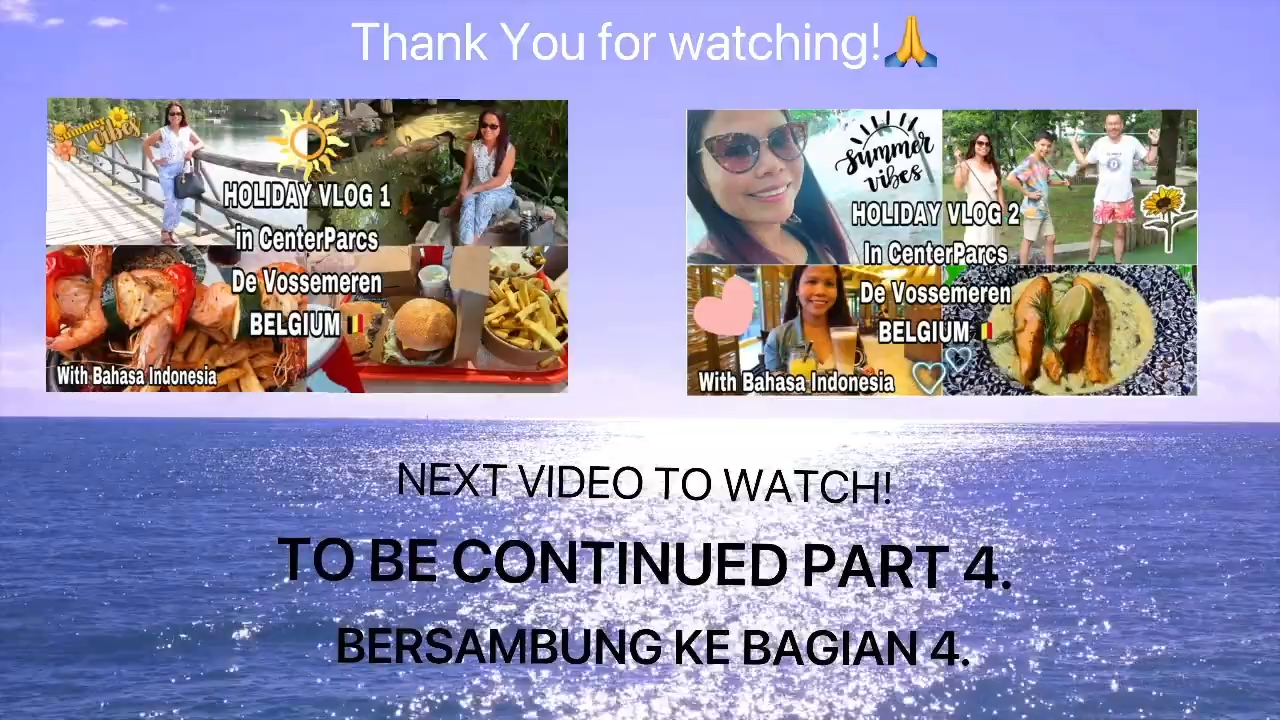 Thank You for watching!🙏
Summer
vibes
HOLIDAY VLOG 1
in CenterParcs
De Vossemeren
BELGIUM 🇧🇪
With Bahasa Indonesia
summer
vibes
HOLIDAY VLOG 2
In CenterParcs
De Vossemeren
BELGIUM 🇧🇪
With Bahasa Indonesia
NEXT VIDEO TO WATCH!
TO BE CONTINUED PART 4.
BERSAMBUNG KE BAGIAN 4.